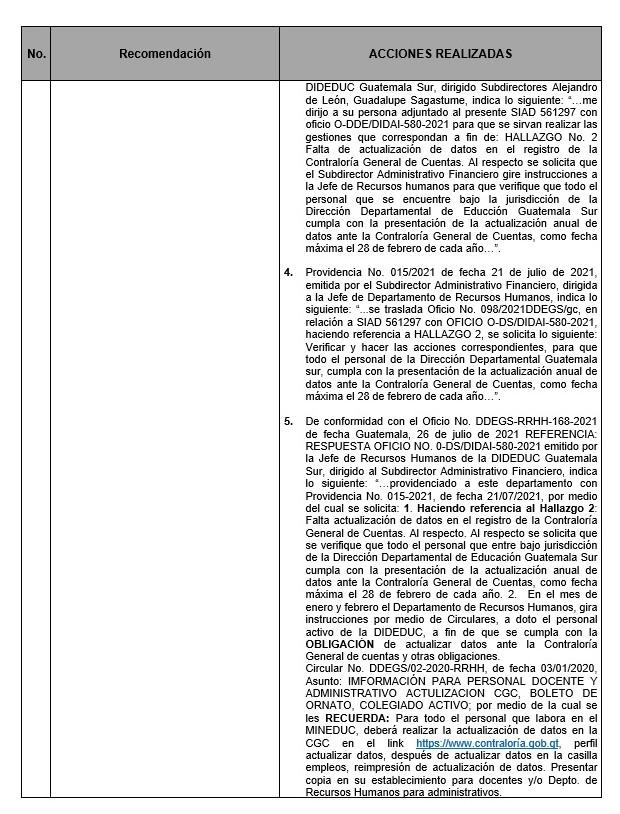 No.
Recomendación
ACCIONES REALIZADAS
DIDEDUC Guatemala Sur, dirigido Subdirectores Alejandro
de León, Guadalupe Sagastume, indica lo siguiente: “…me
dirijo a su persona adjuntado al presente SIAD 561297 con
oficio O-DDE/DIDAI-580-2021 para que se sirvan realizar las
gestiones que correspondan a fin de: HALLAZGO No. 2
Falta de actualización de datos en el registro de la
Contraloría General de Cuentas. Al respecto se solicita que
el Subdirector Administrativo Financiero gire instrucciones a
la Jefe de Recursos humanos para que verifique que todo el
personal que se encuentre bajo la jurisdicción de la
Dirección Departamental de Educción Guatemala Sur
cumpla con la presentación de la actualización anual de
datos ante la Contraloría General de Cuentas, como fecha
máxima el 28 de febrero de cada año…”.
4. Providencia No. 015/2021 de fecha 21 de julio de 2021,
emitida por el Subdirector Administrativo Financiero, dirigida
a la Jefe de Departamento de Recursos Humanos, indica lo
siguiente: “...se traslada Oficio No. 098/2021DDEGS/gc, en
relación a SIAD 561297 con OFICIO O-DS/DIDAI-580-2021,
haciendo referencia a HALLAZGO 2, se solicita lo siguiente:
Verificar y hacer las acciones correspondientes, para que
todo el personal de la Dirección Departamental Guatemala
sur, cumpla con la presentación de la actualización anual de
datos ante la Contraloría General de Cuentas, como fecha
máxima el 28 de febrero de cada año…”.
5. De conformidad con el Oficio No. DDEGS-RRHH-168-2021
de fecha Guatemala, 26 de julio de 2021 REFERENCIA:
RESPUESTA OFICIO NO. 0-DS/DIDAI-580-2021 emitido por
la Jefe de Recursos Humanos de la DIDEDUC Guatemala
Sur, dirigido al Subdirector Administrativo Financiero, indica
lo siguiente: “…providenciado a este departamento con
Providencia No. 015-2021, de fecha 21/07/2021, por medio
del cual se solicita: 1. Haciendo referencia al Hallazgo 2:
Falta actualización de datos en el registro de la Contraloría
General de Cuentas. Al respecto. Al respecto se solicita que
se verifique que todo el personal que entre bajo jurisdicción
de la Dirección Departamental de Educación Guatemala Sur
cumpla con la presentación de la actualización anual de
datos ante la Contraloría General de Cuentas, como fecha
máxima el 28 de febrero de cada año. 2. En el mes de
enero y febrero el Departamento de Recursos Humanos, gira
instrucciones por medio de Circulares, a doto el personal
activo de la DIDEDUC, a fin de que se cumpla con la
OBLIGACIÓN de actualizar datos ante la Contraloría
General de cuentas y otras obligaciones.
Circular No. DDEGS/02-2020-RRHH, de fecha 03/01/2020,
Asunto: IMFORMACIÓN PARA PERSONAL DOCENTE Y
ADMINISTRATIVO ACTULIZACION CGC, BOLETO DE
ORNATO, COLEGIADO ACTIVO; por medio de la cual se
les RECUERDA: Para todo el personal que labora en el
MINEDUC, deberá realizar la actualización de datos en la
CGC en el link https://www.contraloría.gob.gt, perfil
actualizar datos, después de actualizar datos en la casilla
empleos, reimpresión de actualización de datos. Presentar
copia en su establecimiento para docentes y/o Depto. de
Recursos Humanos para administrativos.